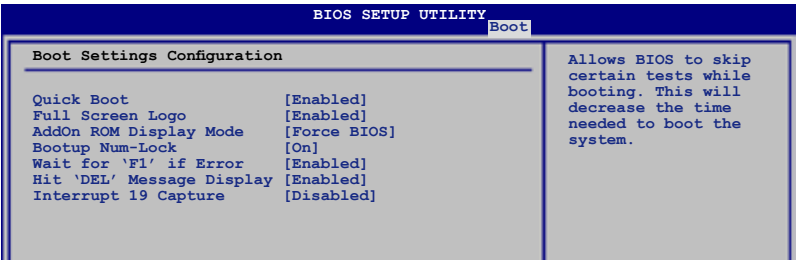 BIOS SETUP UTILITY
Boot
Boot Settings Configuration
Quick Boot [Enabled]
Full Screen Logo [Enabled]
AddOn ROM Display Mode [Force BIOS]
Bootup Num-Lock [On]
Wait for ‘F1’ if Error [Enabled]
Hit ‘DEL’ Message Display [Enabled]
Interrupt 19 Capture [Disabled]
Allows BIOS to skip
certain tests while
booting. This will
decrease the time
needed to boot the
system.